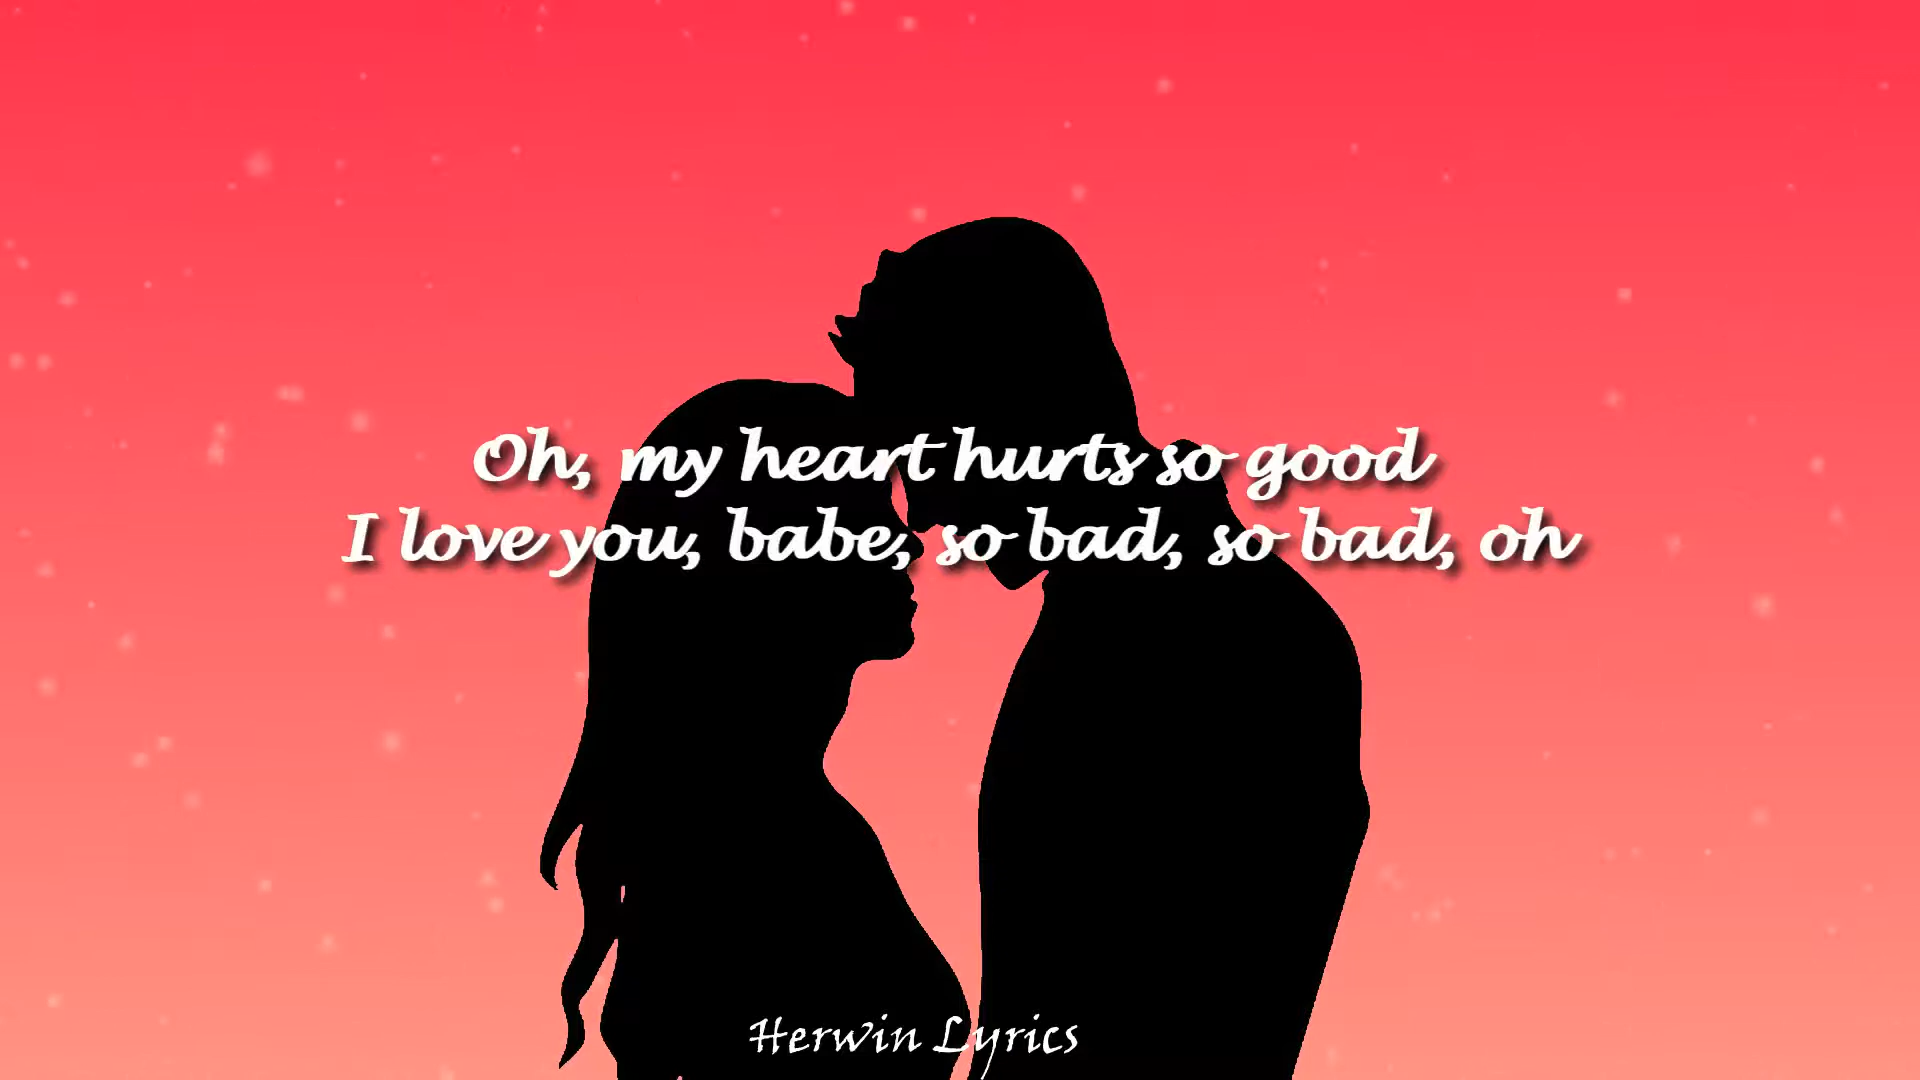 Oh, my heart hurts so good
I love you, babe, so bad, so bad, oh
Herwin Lyrics